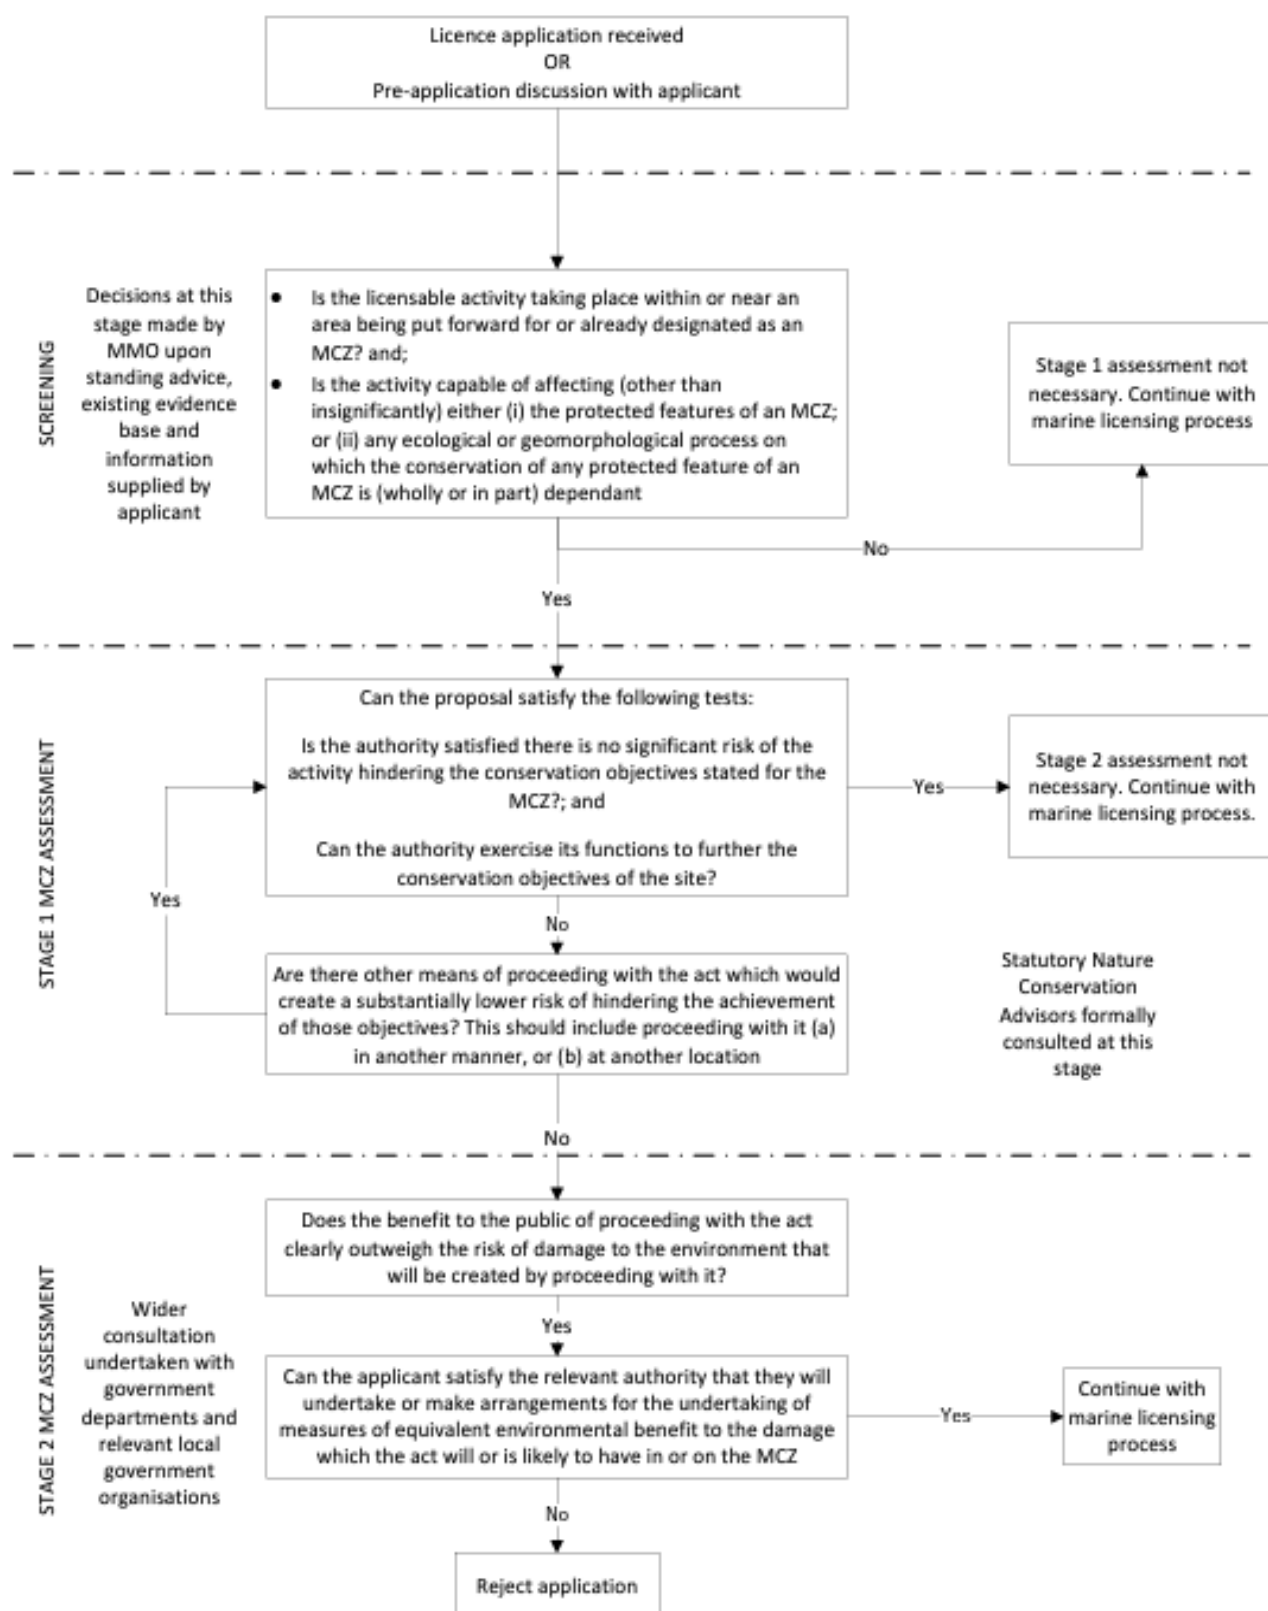 Licence application received
OR
Pre-application discussion with applicant
SCREENING
Decisions at this
stage made by
MMO upon
standing advice,
existing evidence
base and
information
supplied by
applicant
● Is the licensable activity taking place within or near an
area being put forward for or already designated as an
MCZ? and;
● Is the activity capable of affecting (other than
insignificantly) either (i) the protected features of an MCZ;
or (ii) any ecological or geomorphological process on
which the conservation of any protected feature of an
MCZ is (wholly or in part) dependant
Stage 1 assessment not
necessary. Continue with
marine licensing process
No
Yes
STAGE 1 MCZ ASSESSMENT
Can the proposal satisfy the following tests:
Is the authority satisfied there is no significant risk of the
activity hindering the conservation objectives stated for the
MCZ?; and
Can the authority exercise its functions to further the
conservation objectives of the site?
Yes
Stage 2 assessment not
necessary. Continue with
marine licensing process.
Yes
No
Are there other means of proceeding with the act which would
create a substantially lower risk of hindering the achievement
of those objectives? This should include proceeding with it (a)
in another manner, or (b) at another location
Statutory Nature
Conservation
Advisors formally
consulted at this
stage
No
STAGE 2 MCZ ASSESSMENT
Wider
consultation
undertaken with
government
departments and
relevant local
government
organisations
Does the benefit to the public of proceeding with the act
clearly outweigh the risk of damage to the environment that
will be created by proceeding with it?
Yes
Can the applicant satisfy the relevant authority that they will
undertake or make arrangements for the undertaking of
measures of equivalent environmental benefit to the damage
which the act will or is likely to have in or on the MCZ
Yes
Continue with
marine licensing
process
No
Reject application